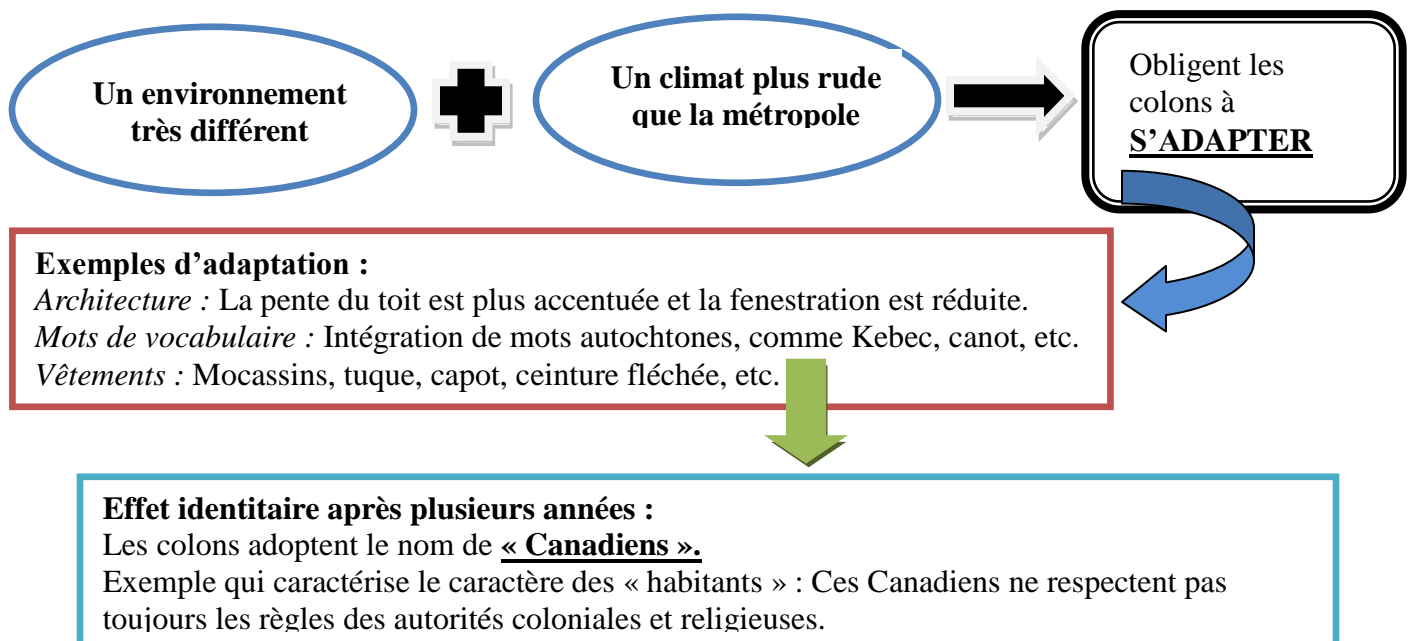 Un environnement
très différent
Un climat plus rude
que la métropole
Obligent les
colons à
S’ADAPTER
Exemples d’adaptation :
Architecture : La pente du toit est plus accentuée et la fenestration est réduite.
Mots de vocabulaire : Intégration de mots autochtones, comme Kebec, canot, etc.
Vêtements : Mocassins, tuque, capot, ceinture fléchée, etc.
Effet identitaire après plusieurs années :
Les colons adoptent le nom de « Canadiens ».
Exemple qui caractérise le caractère des « habitants » : Ces Canadiens ne respectent pas
toujours les règles des autorités coloniales et religieuses.